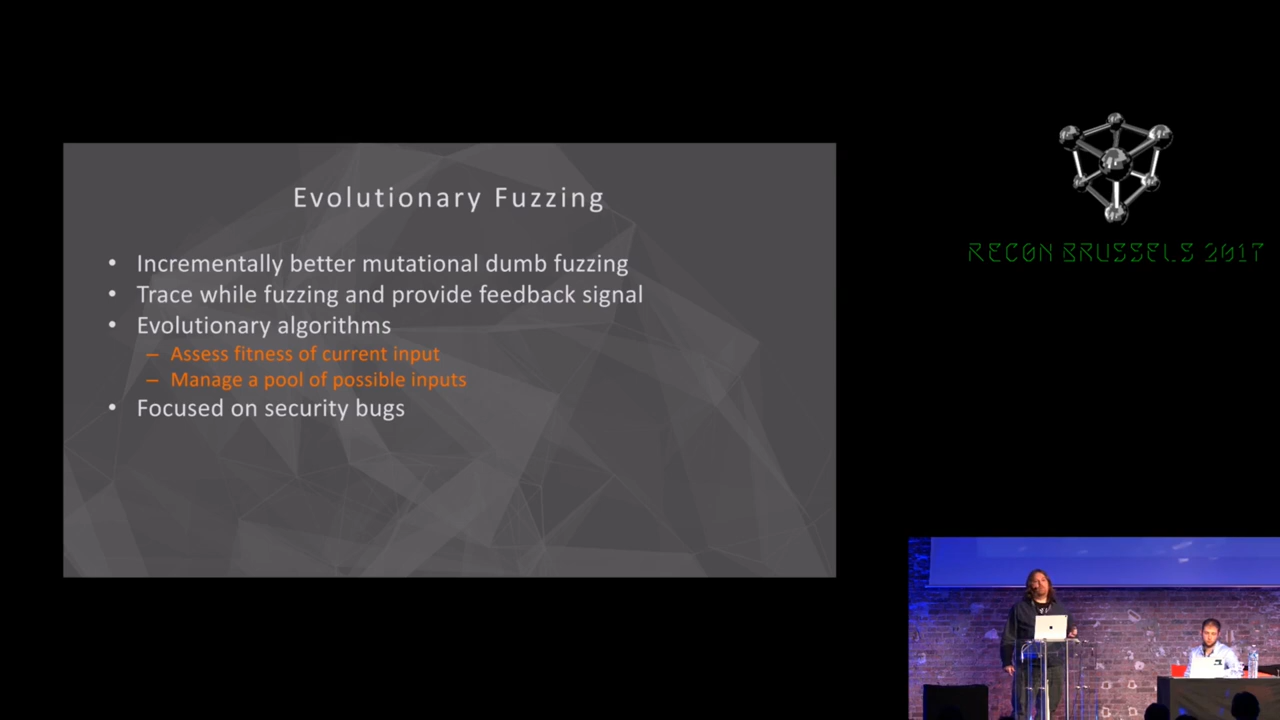 Evolutionary Fuzzing
• Incrementally better mutational dumb fuzzing
• Trace while fuzzing and provide feedback signal
• Evolutionary algorithms
– Assess fitness of current input
– Manage a pool of possible inputs
• Focused on security bugs
RECON BRUSSELS 2017